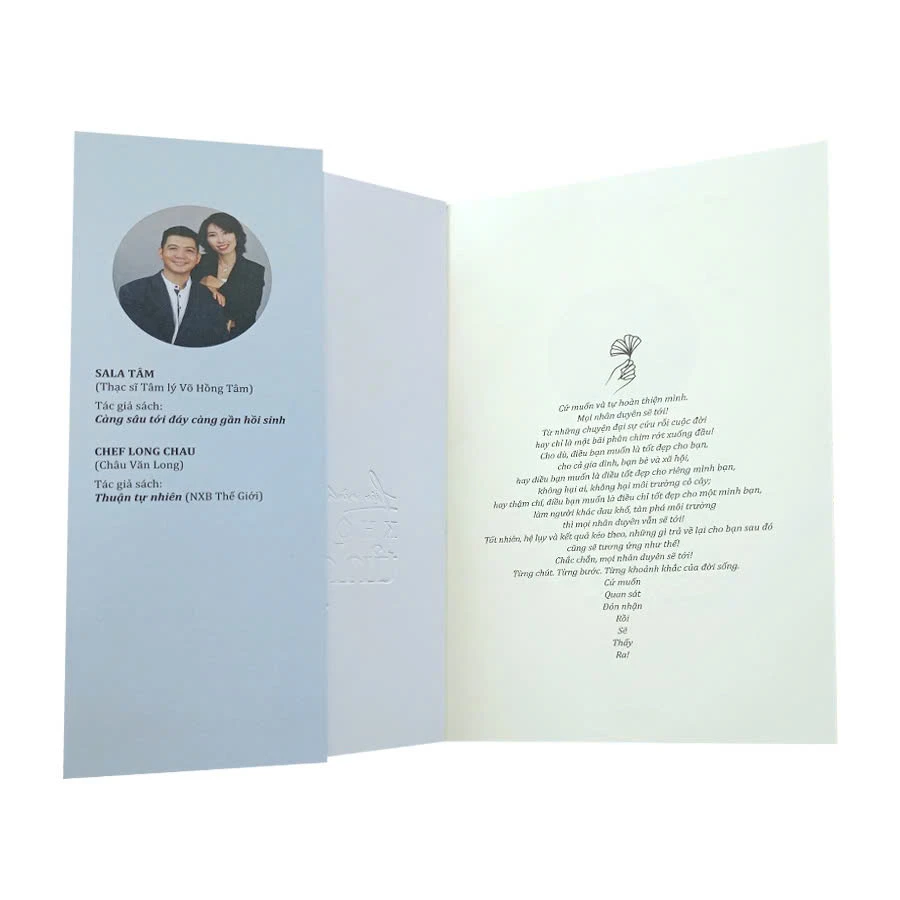 SALA TÂM
(Thạc sĩ Tâm lý Võ Hồng Tâm)
Tác giả sách:
Càng sâu tới đáy càng gần hồi sinh
CHEF LONG CHAU
(Châu Văn Long)
Tác giả sách:
Thuận tự nhiên (NXB Thế Giới)
Cứ muốn và tự hoàn thiện mình.
Mọi nhân duyên sẽ tới!
Từ những chuyện đại sự cứu rỗi cuộc đời
hay chỉ là một bãi phân chim rớt xuống đầu!
Cho dù, điều bạn muốn là tốt đẹp cho bạn,
cho cả gia đình, bạn bè và xã hội,
hay điều bạn muốn là điều tốt đẹp cho riêng mình bạn,
không hại ai, không hại môi trường cỏ cây;
hay thậm chí, điều bạn muốn là điều chỉ tốt đẹp cho một mình bạn,
làm người khác đau khổ, tàn phá môi trường
thì mọi nhân duyên vẫn sẽ tới!
Tất nhiên, hệ lụy và kết quả kéo theo, những gì trả về lại cho bạn sau đó
cũng sẽ tương ứng như thế!
Chắc chắn, mọi nhân duyên sẽ tới!
Từng chút. Từng bước. Từng khoảnh khắc của đời sống.
Cứ muốn
Quan sát
Đón nhận
Rồi
Sẽ
Thấy
Ra!